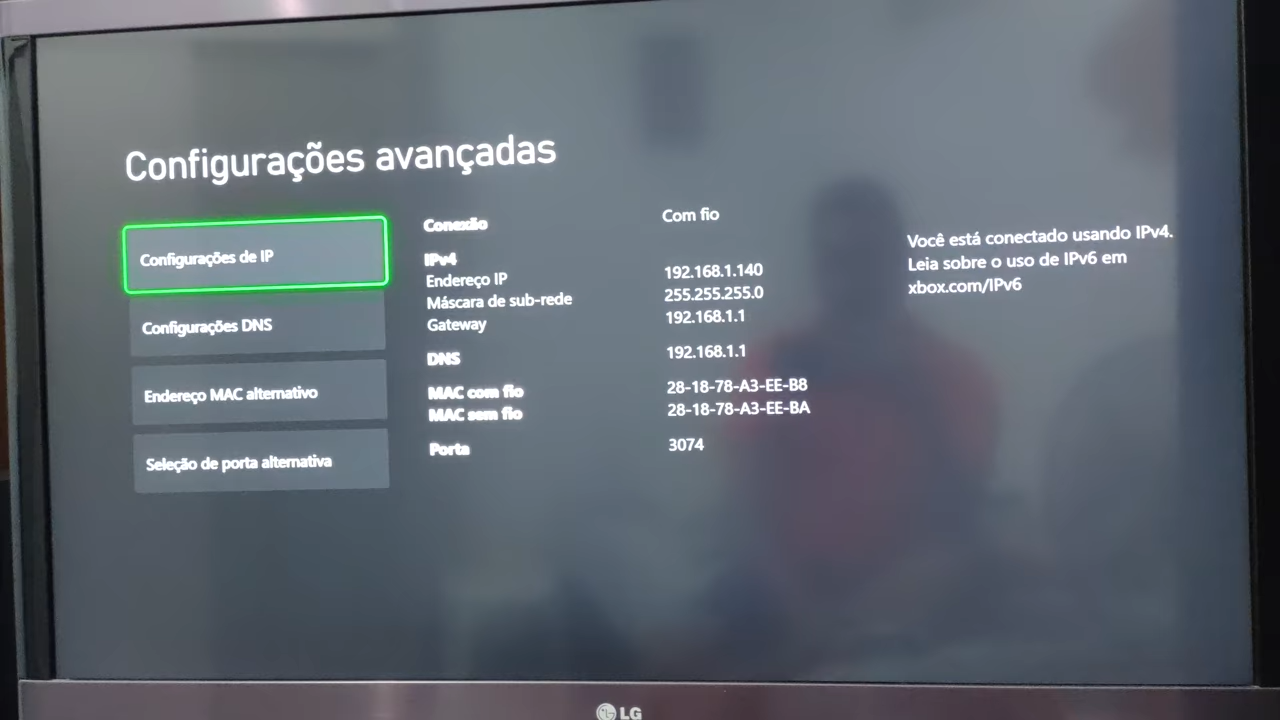 Configurações avançadas
Configurações de IP
Configurações DNS
Endereço MAC alternativo
Seleção de porta alternativa
Conexão Com fio
IPv4
Endereço IP 192.168.1.140
Máscara de sub-rede 255.255.255.0
Gateway 192.168.1.1
DNS 192.168.1.1
MAC com fio 28-18-78-A3-EE-B8
MAC sem fio 28-18-78-A3-EE-BA
Porta 3074
Você está conectado usando IPv4.
Leia sobre o uso de IPv6 em
xbox.com/IPv6
LG